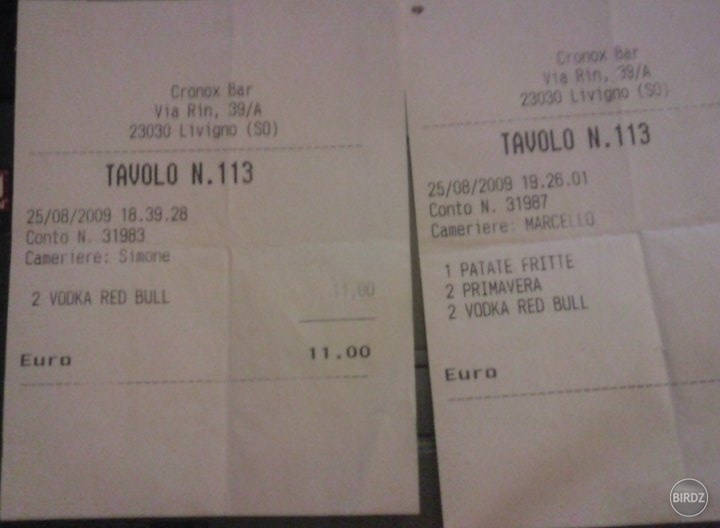 Cronox Bar
Via Rin, 39/A
23030 Livigno (SO)
TAVOLO N.113
25/08/2009 18.39.28
Conto N. 31983
Cameriere: Simone
2 VODKA RED BULL 11,00
Euro 11.00
Cronox Bar
Via Rin, 39/A
23030 Livigno (SO)
TAVOLO N.113
25/08/2009 19.26.01
Conto N. 31987
Cameriere: MARCELLO
1 PATATE FRITTE
2 PRIMAVERA
2 VODKA RED BULL
Euro
BIRDZ